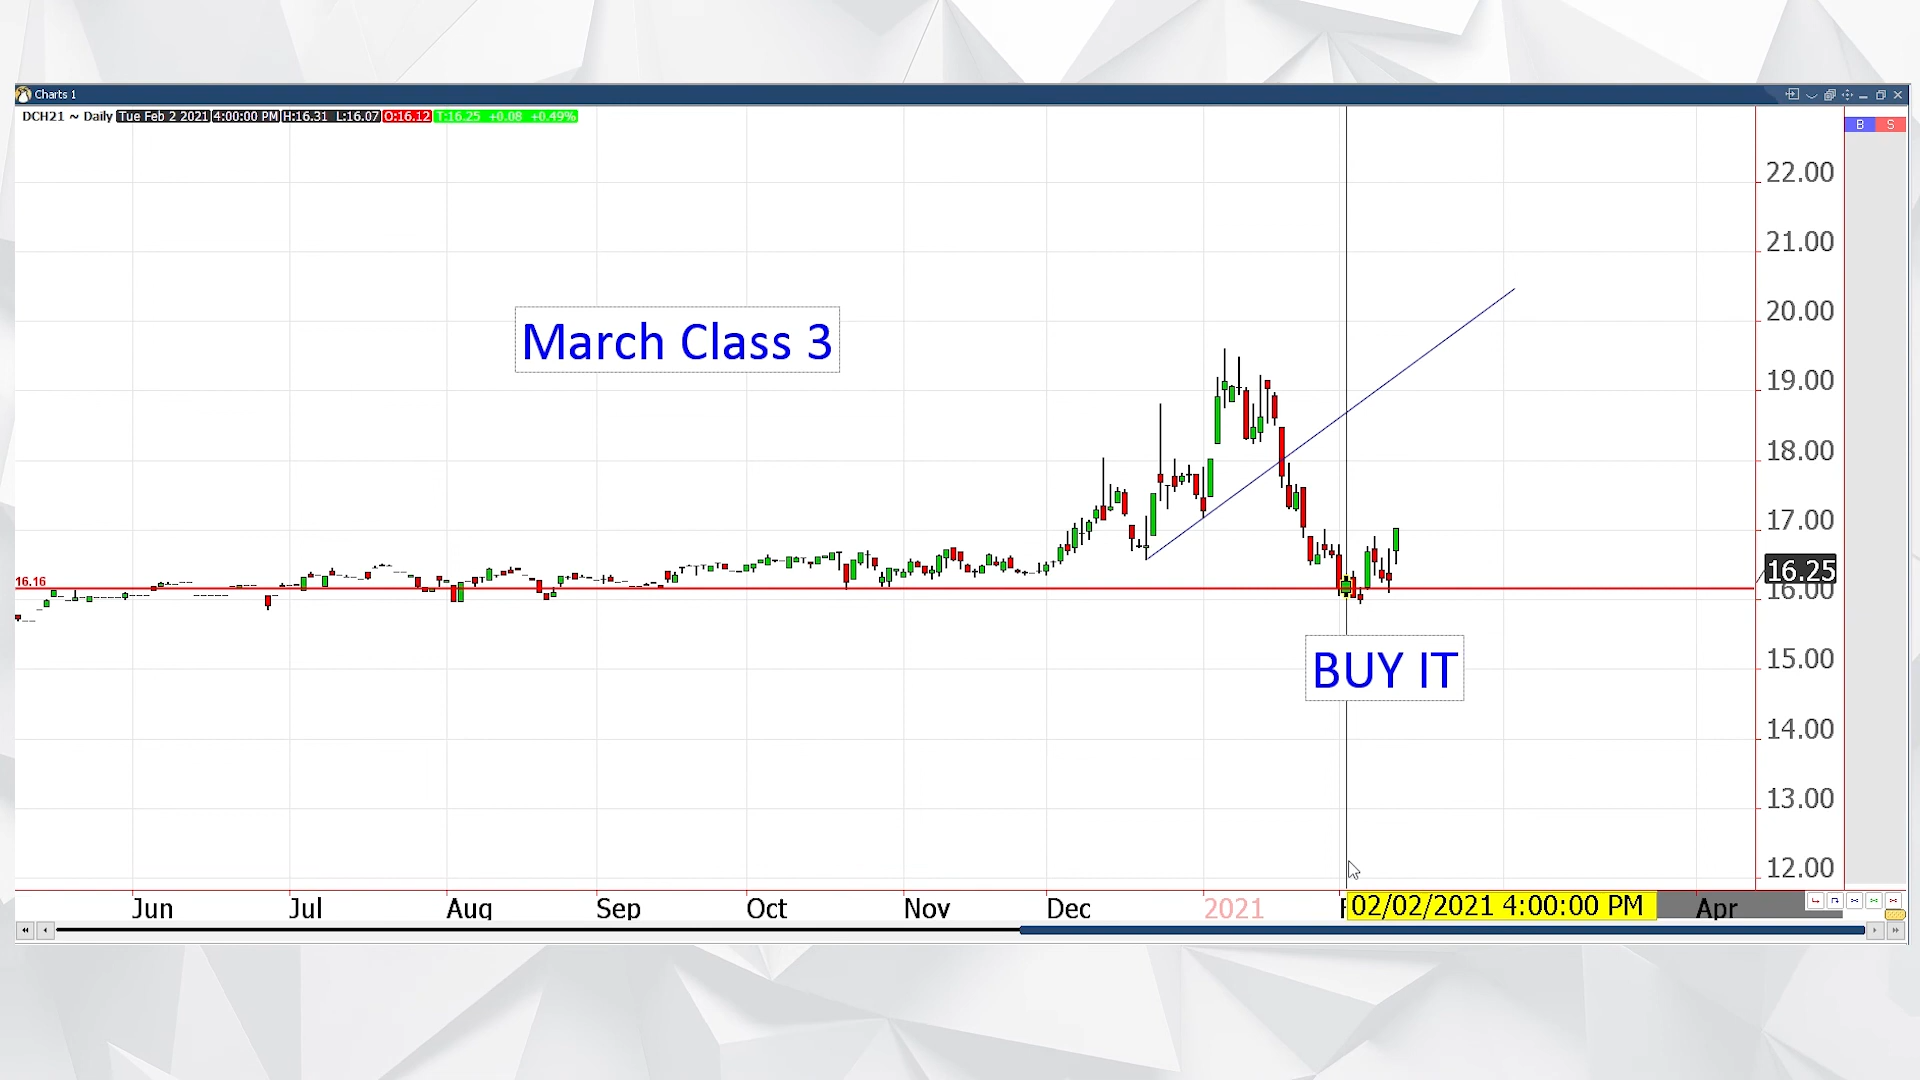 Charts 1
DCH21 ~ Daily Tue Feb 2 2021 4:00:00 PM H:16.31 L:16.07 O:16.12 T:16.25 +0.08 +0.49%
B S
22.00
21.00
20.00
19.00
18.00
17.00
16.25
16.00
15.00
14.00
13.00
12.00
March Class 3
16.16
BUY IT
Jun Jul Aug Sep Oct Nov Dec 2021 02/02/2021 4:00:00 PM Apr